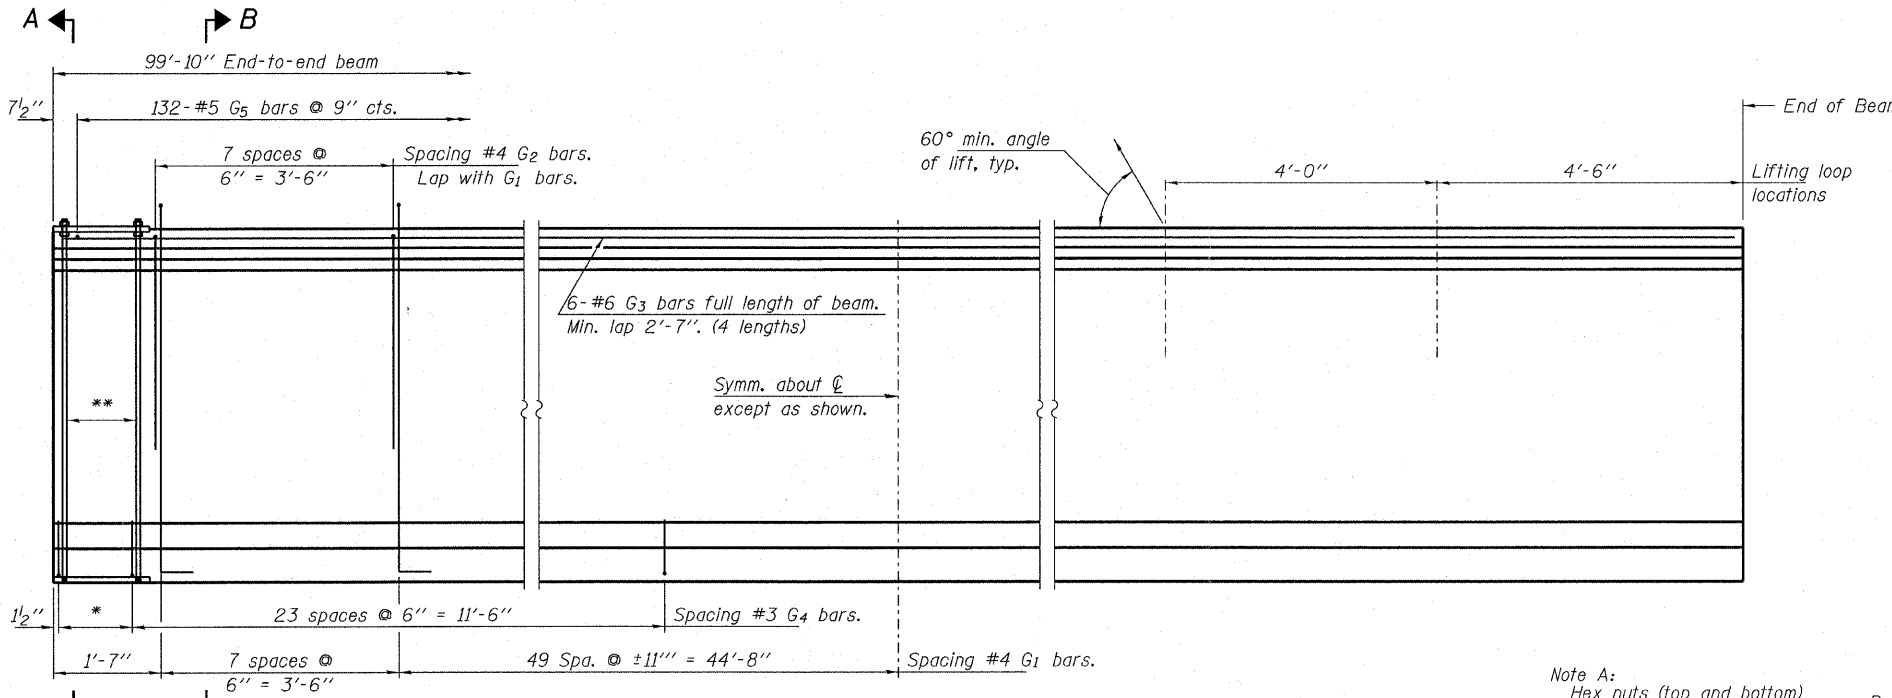 A B
99'-10" End-to-end beam
7½"
132-#5 G5 bars @ 9" cts.
End of Bear
7 spaces @
6" = 3'-6"
Spacing #4 G2 bars.
Lap with G1 bars.
60° min. angle
of lift, typ.
4'-0"
4'-6"
Lifting loop
locations
6-#6 G3 bars full length of beam.
Min. lap 2'-7". (4 lengths)
Symm. about ℄
except as shown.
**
1½"
*
23 spaces @ 6" = 11'-6"
Spacing #3 G4 bars.
1'-7"
7 spaces @
6" = 3'-6"
49 Spa. @ ±11"' = 44'-8"
Spacing #4 G1 bars.
Note A:
Hex nuts (top and bottom)